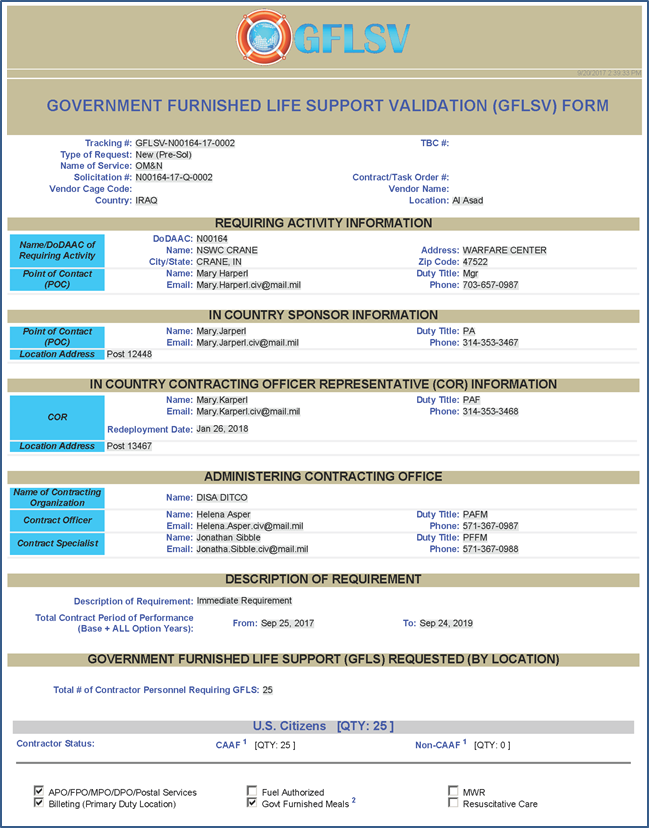 GFLSV
9/20/2017 2:39:33 PM
GOVERNMENT FURNISHED LIFE SUPPORT VALIDATION (GFLSV) FORM
Tracking #: GFLSV-N00164-17-0002 TBC #:
Type of Request: New (Pre-Sol)
Name of Service: OM&N
Solicitation #: N00164-17-Q-0002 Contract/Task Order #:
Vendor Cage Code: Vendor Name:
Country: IRAQ Location: Al Asad
REQUIRING ACTIVITY INFORMATION
Name/DoDAAC of Requiring Activity
DoDAAC: N00164
Name: NSWC CRANE Address: WARFARE CENTER
City/State: CRANE, IN Zip Code: 47522
Point of Contact (POC)
Name: Mary Harperl Duty Title: Mgr
Email: Mary.Harperl.civ@mail.mil Phone: 703-657-0987
IN COUNTRY SPONSOR INFORMATION
Point of Contact (POC)
Name: Mary.Jarperl Duty Title: PA
Email: Mary.Jarperl.civ@mail.mil Phone: 314-353-3467
Location Address Post 12448
IN COUNTRY CONTRACTING OFFICER REPRESENTATIVE (COR) INFORMATION
COR
Name: Mary.Karperl Duty Title: PAF
Email: Mary.Karperl.civ@mail.mil Phone: 314-353-3468
Redeployment Date: Jan 26, 2018
Location Address Post 13467
ADMINISTERING CONTRACTING OFFICE
Name of Contracting Organization
Name: DISA DITCO
Contract Officer
Name: Helena Asper Duty Title: PAFM
Email: Helena.Asper.civ@mail.mil Phone: 571-367-0987
Contract Specialist
Name: Jonathan Sibble Duty Title: PFFM
Email: Jonatha.Sibble.civ@mail.mil Phone: 571-367-0988
DESCRIPTION OF REQUIREMENT
Description of Requirement: Immediate Requirement
Total Contract Period of Performance
(Base + ALL Option Years): From: Sep 25, 2017 To: Sep 24, 2019
GOVERNMENT FURNISHED LIFE SUPPORT (GFLS) REQUESTED (BY LOCATION)
Total # of Contractor Personnel Requiring GFLS: 25
U.S. Citizens [QTY: 25 ]
Contractor Status: CAAF 1 [QTY: 25 ] Non-CAAF 1 [QTY: 0 ]
APO/FPO/MPO/DPO/Postal Services Fuel Authorized MWR
Billeting (Primary Duty Location) Govt Furnished Meals 2 Resuscitative Care